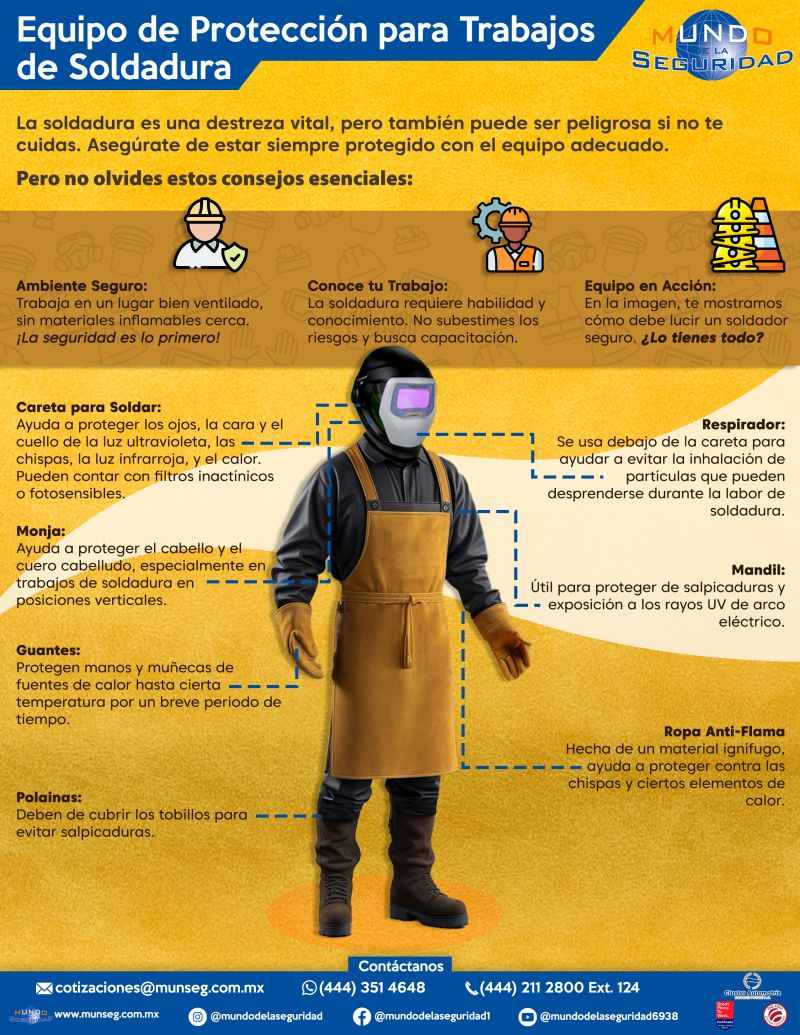 Equipo de Protección para Trabajos
de Soldadura
MUNDO
DE LA
SEGURIDAD
La soldadura es una destreza vital, pero también puede ser peligrosa si no te
cuidas. Asegúrate de estar siempre protegido con el equipo adecuado.
Pero no olvides estos consejos esenciales:
Ambiente Seguro:
Trabaja en un lugar bien ventilado,
sin materiales inflamables cerca.
¡La seguridad es lo primero!
Conoce tu Trabajo:
La soldadura requiere habilidad y
conocimiento. No subestimes los
riesgos y busca capacitación.
Equipo en Acción:
En la imagen, te mostramos
cómo debe lucir un soldador
seguro. ¿Lo tienes todo?
Careta para Soldar:
Ayuda a proteger los ojos, la cara y el
cuello de la luz ultravioleta, las
chispas, la luz infrarroja, y el calor.
Pueden contar con filtros inactínicos
o fotosensibles.
Monja:
Ayuda a proteger el cabello y el
cuero cabelludo, especialmente en
trabajos de soldadura en
posiciones verticales.
Guantes:
Protegen manos y muñecas de
fuentes de calor hasta cierta
temperatura por un breve periodo de
tiempo.
Polainas:
Deben de cubrir los tobillos para
evitar salpicaduras.
Respirador:
Se usa debajo de la careta para
ayudar a evitar la inhalación de
partículas que pueden
desprenderse durante la labor de
soldadura.
Mandil:
Útil para proteger de salpicaduras y
exposición a los rayos UV de arco
eléctrico.
Ropa Anti-Flama
Hecha de un material ignífugo,
ayuda a proteger contra las
chispas y ciertos elementos de
calor.
Contáctanos
cotizaciones@munseg.com.mx
(444) 351 4648
(444) 211 2800 Ext. 124
MUNDO
SEGURIDAD
www.munseg.com.mx
@mundodelaseguridad
@mundodelaseguridad1
@mundodelaseguridad6938
Great
Place
To
Work
Cluster Automotriz